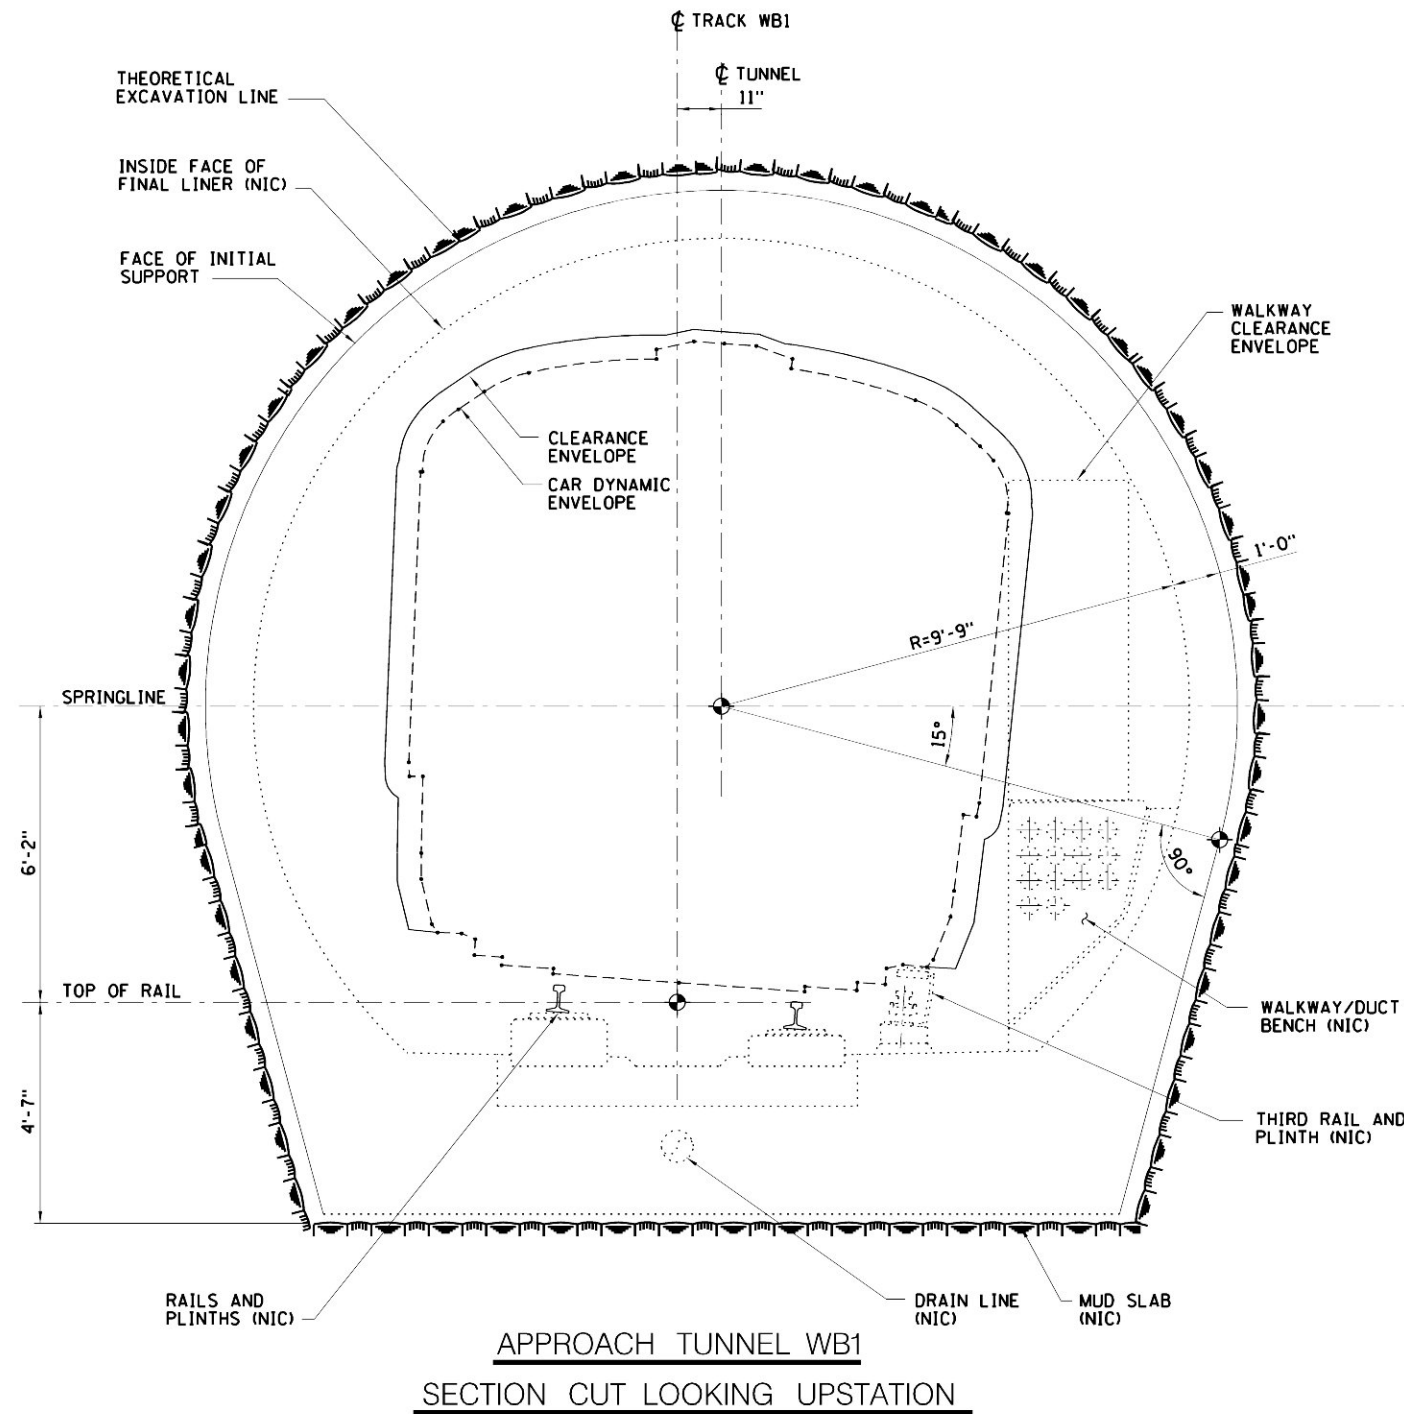 ℄ TRACK WB1
℄ TUNNEL
11"
THEORETICAL
EXCAVATION LINE
INSIDE FACE OF
FINAL LINER (NIC)
FACE OF INITIAL
SUPPORT
WALKWAY
CLEARANCE
ENVELOPE
CLEARANCE
ENVELOPE
CAR DYNAMIC
ENVELOPE
1'-0"
R=9'-9"
SPRINGLINE
15°
90°
6'-2"
TOP OF RAIL
4'-7"
WALKWAY/DUCT
BENCH (NIC)
THIRD RAIL AND
PLINTH (NIC)
RAILS AND
PLINTHS (NIC)
DRAIN LINE
(NIC)
MUD SLAB
(NIC)
APPROACH TUNNEL WB1
SECTION CUT LOOKING UPSTATION